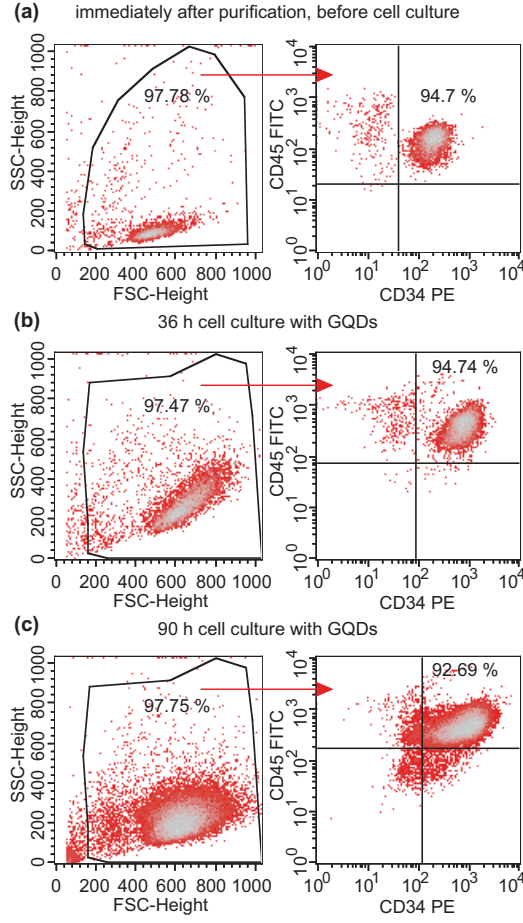 (a) immediately after purification, before cell culture
SSC-Height
0 200 400 600 800 1000
97.78 %
0 200 400 600 800 1000
FSC-Height
CD45 FITC
10^0 10^1 10^2 10^3 10^4
94.7 %
10^0 10^1 10^2 10^3 10^4
CD34 PE
(b) 36 h cell culture with GQDs
SSC-Height
0 200 400 600 800 1000
97.47 %
0 200 400 600 800 1000
FSC-Height
CD45 FITC
10^0 10^1 10^2 10^3 10^4
94.74 %
10^0 10^1 10^2 10^3 10^4
CD34 PE
(c) 90 h cell culture with GQDs
SSC-Height
0 200 400 600 800 1000
97.75 %
0 200 400 600 800 1000
FSC-Height
CD45 FITC
10^0 10^1 10^2 10^3 10^4
92.69 %
10^0 10^1 10^2 10^3 10^4
CD34 PE